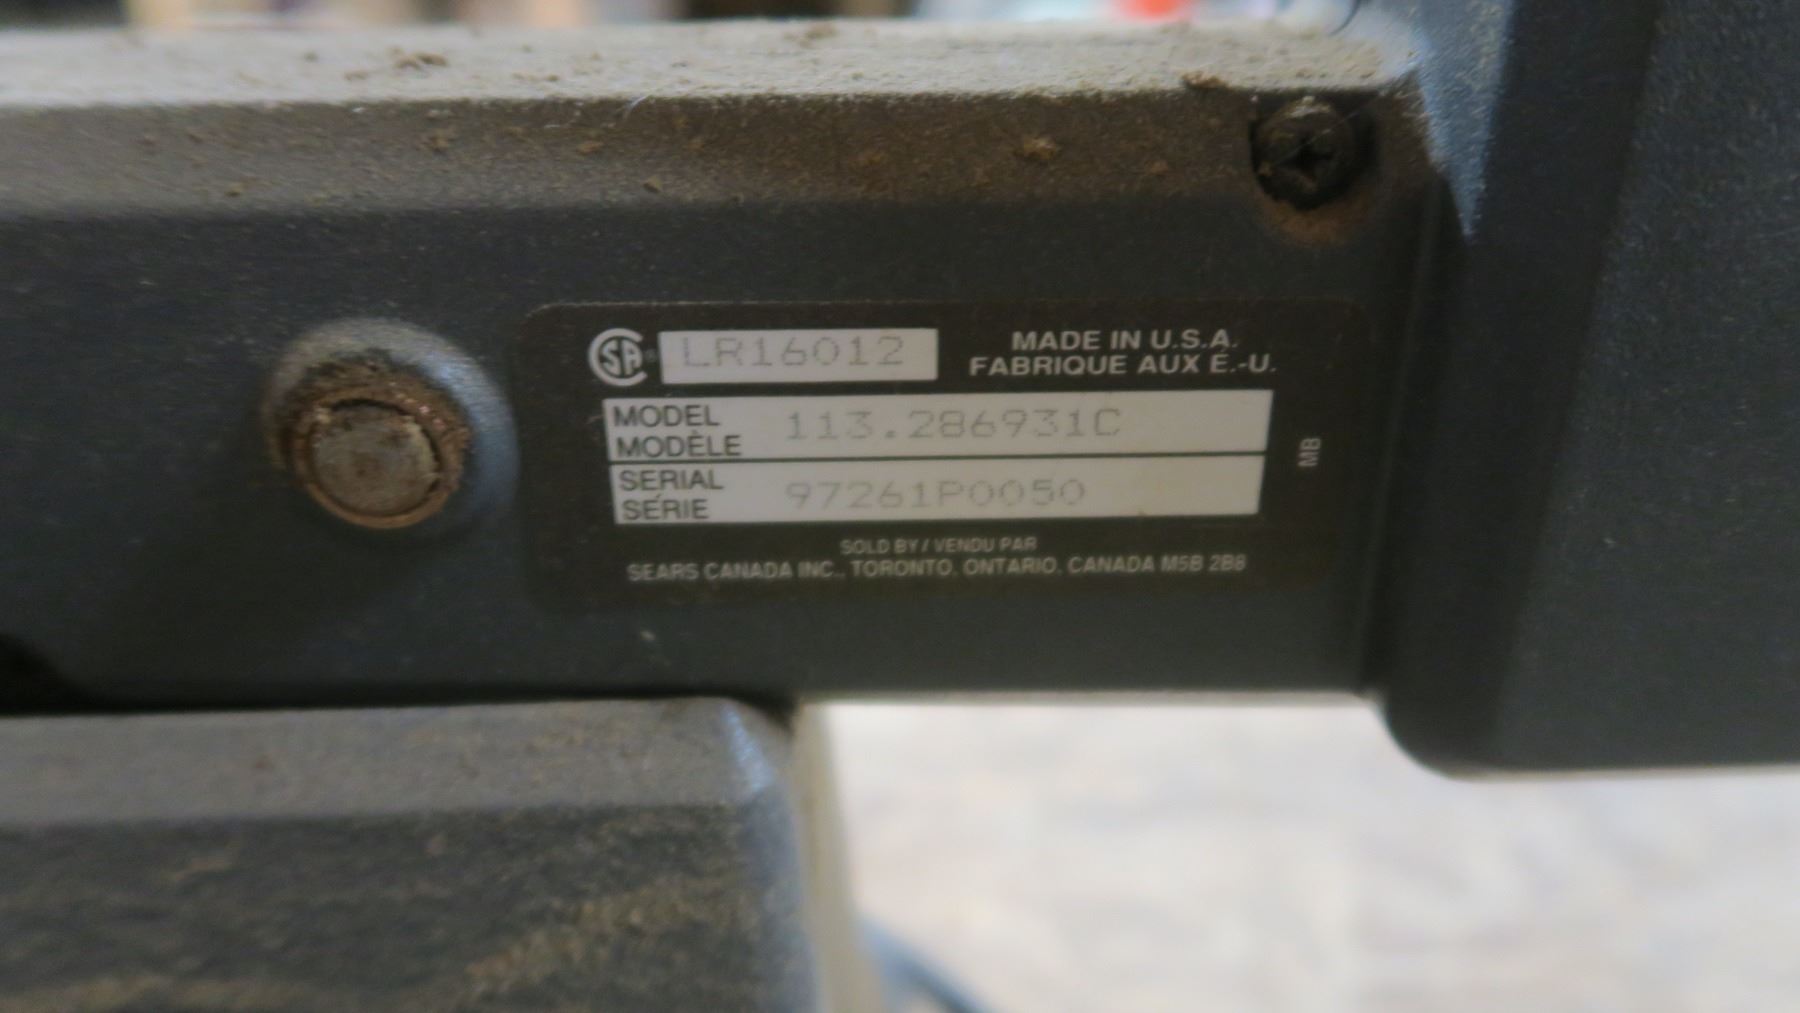 CSA® LR16012
MADE IN U.S.A.
FABRIQUE AUX É.-U.
MODEL
MODÈLE 113.286931C
SERIAL
SÉRIE 97261P0050
MB
SOLD BY / VENDU PAR
SEARS CANADA INC., TORONTO, ONTARIO, CANADA M5B 2B8